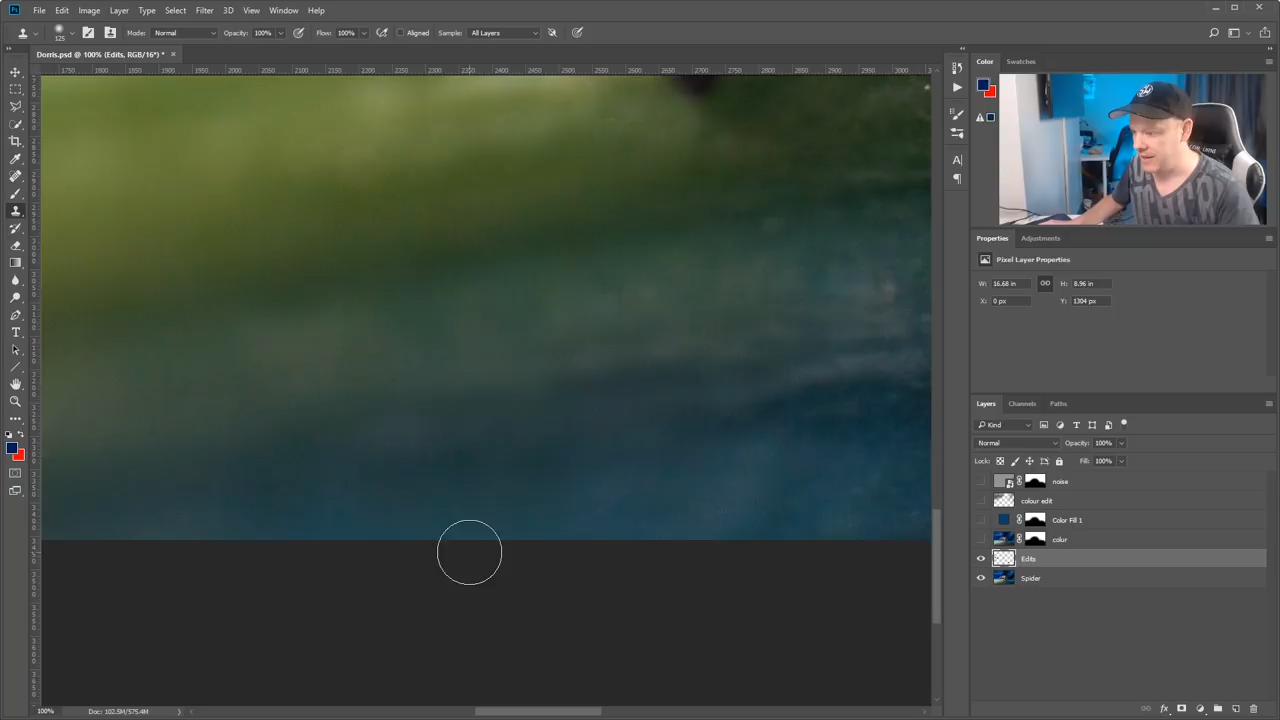 Ps File Edit Image Layer Type Select Filter 3D View Window Help
125 Mode: Normal Opacity: 100% Flow: 100% Aligned Sample: All Layers
Dorris.psd @ 100% (Edits, RGB/16*) *
1750 1800 1850 1900 1950 2000 2050 2100 2150 2200 2250 2300 2350 2400 2450 2500 2550 2600 2650 2700 2750 2800 2850 2900 2950 3000
Color Swatches
Properties Adjustments
Pixel Layer Properties
W: 16.68 in H: 8.96 in
X: 0 px Y: 1304 px
Layers Channels Paths
Kind
Normal Opacity: 100%
Lock: Fill: 100%
noise
colour edit
Color Fill 1
colur
Edits
Spider
100% Doc: 102.5M/575.4M